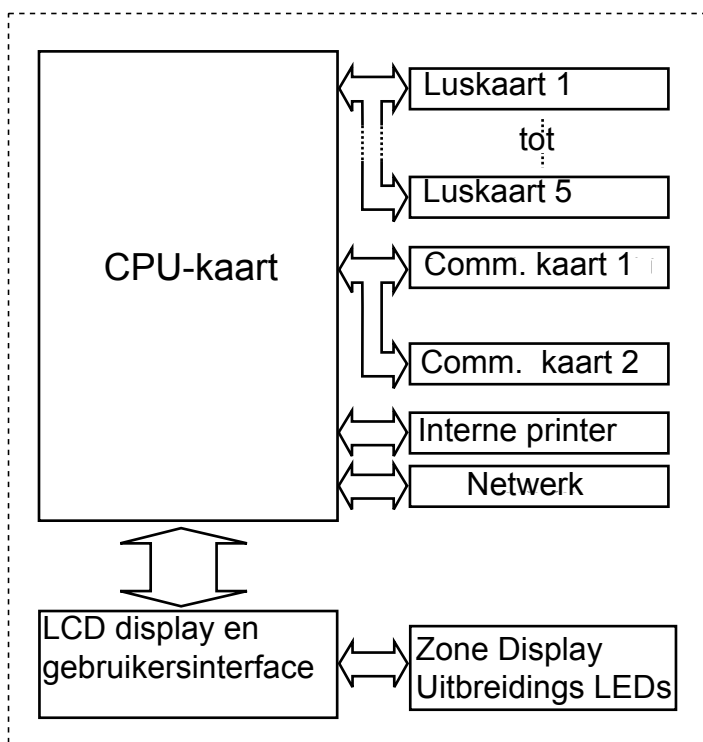 CPU-kaart
Luskaart 1
tot
Luskaart 5
Comm. kaart 1
Comm. kaart 2
Interne printer
Netwerk
LCD display en
gebruikersinterface
Zone Display
Uitbreidings LEDs